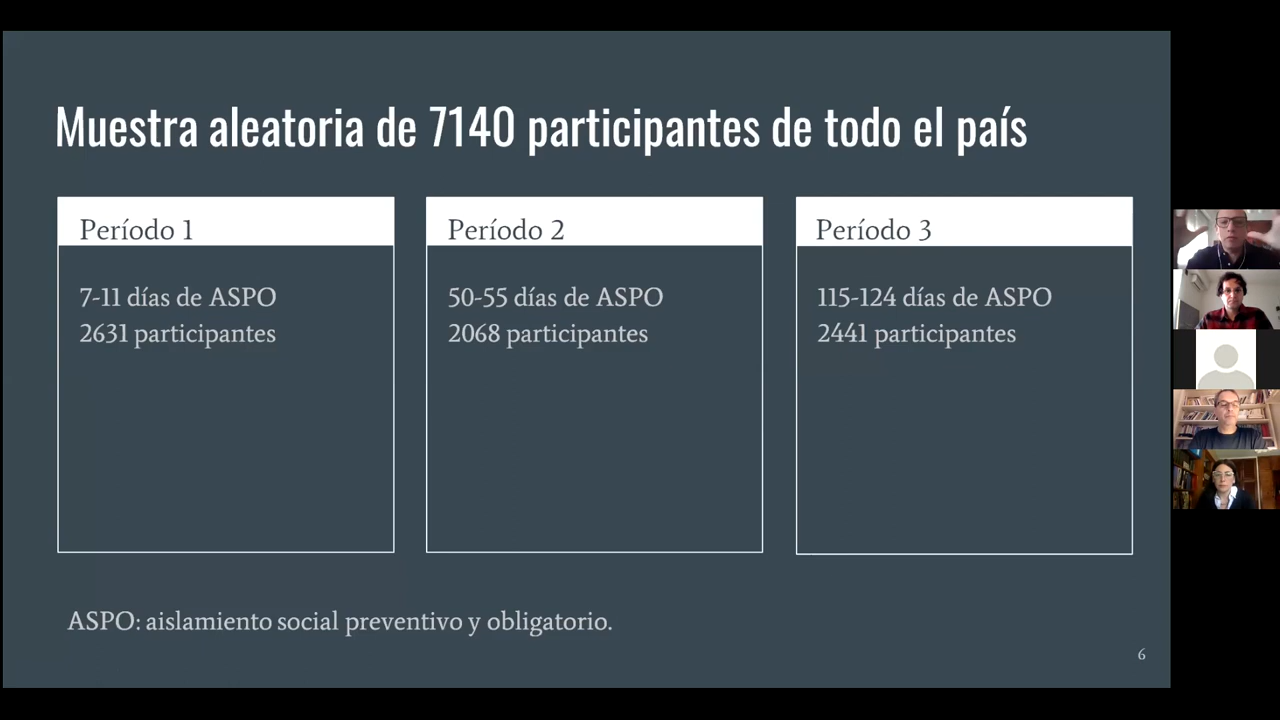 Muestra aleatoria de 7140 participantes de todo el país
Período 1
7-11 días de ASPO
2631 participantes
Período 2
50-55 días de ASPO
2068 participantes
Período 3
115-124 días de ASPO
2441 participantes
ASPO: aislamiento social preventivo y obligatorio.
6